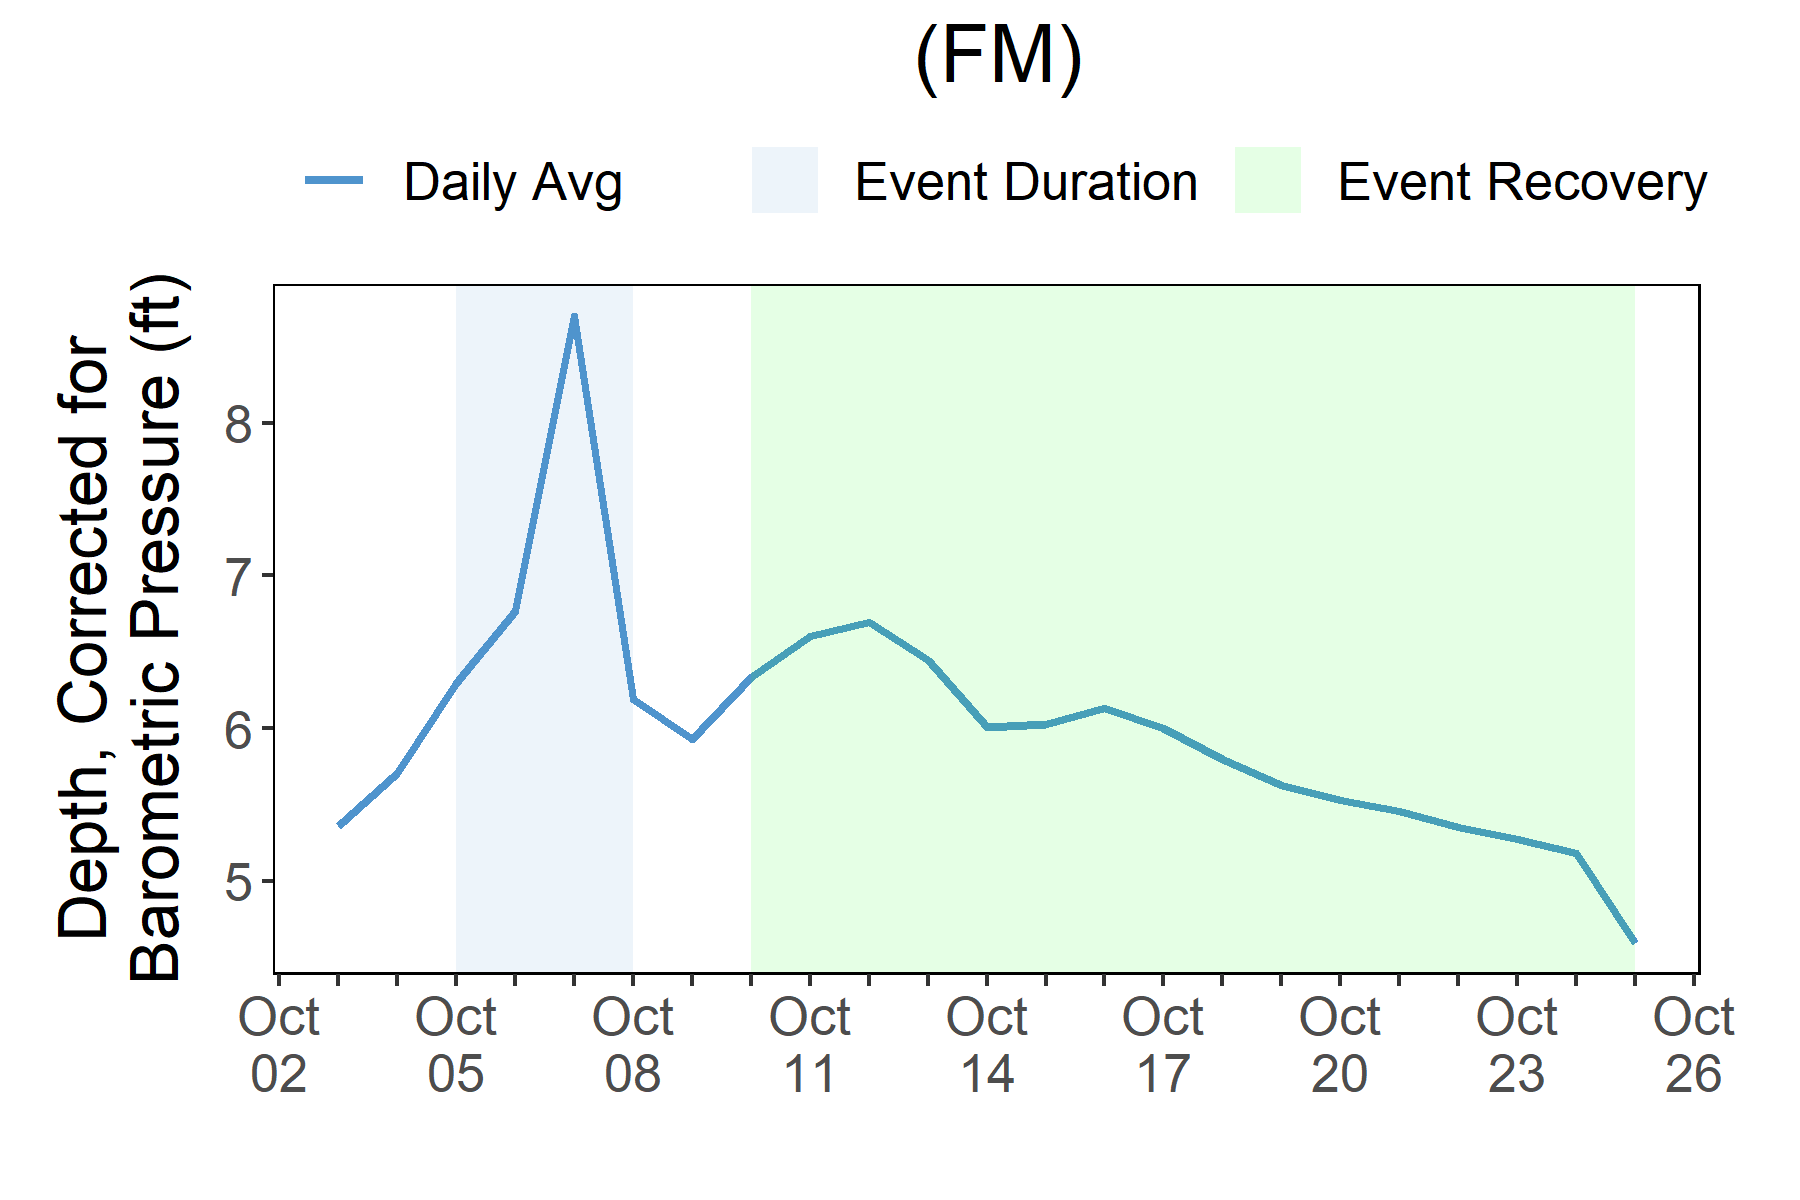 (FM)
Daily Avg
Event Duration
Event Recovery
Depth, Corrected for
Barometric Pressure (ft)
8
7
6
5
Oct
02
Oct
05
Oct
08
Oct
11
Oct
14
Oct
17
Oct
20
Oct
23
Oct
26